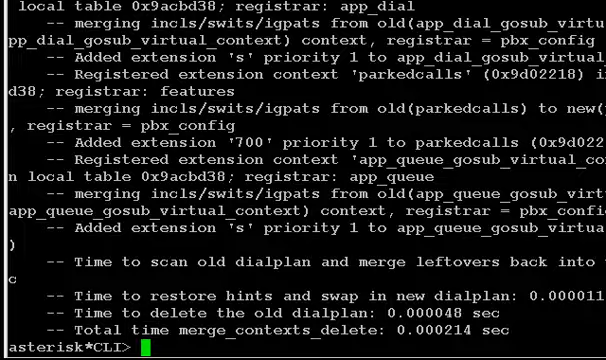 local table 0x9acbd38; registrar: app_dial
-- merging incls/swits/igpats from old(app_dial_gosub_virtu
pp_dial_gosub_virtual_context) context, registrar = pbx_config
-- Added extension 's' priority 1 to app_dial_gosub_virtual_
-- Registered extension context 'parkedcalls' (0x9d02218) i
d38; registrar: features
-- merging incls/swits/igpats from old(parkedcalls) to new(
, registrar = pbx_config
-- Added extension '700' priority 1 to parkedcalls (0x9d022
-- Registered extension context 'app_queue_gosub_virtual_co
n local table 0x9acbd38; registrar: app_queue
-- merging incls/swits/igpats from old(app_queue_gosub_virt
app_queue_gosub_virtual_context) context, registrar = pbx_confi
-- Added extension 's' priority 1 to app_queue_gosub_virtua
)
-- Time to scan old dialplan and merge leftovers back into
c
-- Time to restore hints and swap in new dialplan: 0.000011
-- Time to delete the old dialplan: 0.000048 sec
-- Total time merge_contexts_delete: 0.000214 sec
asterisk*CLI>